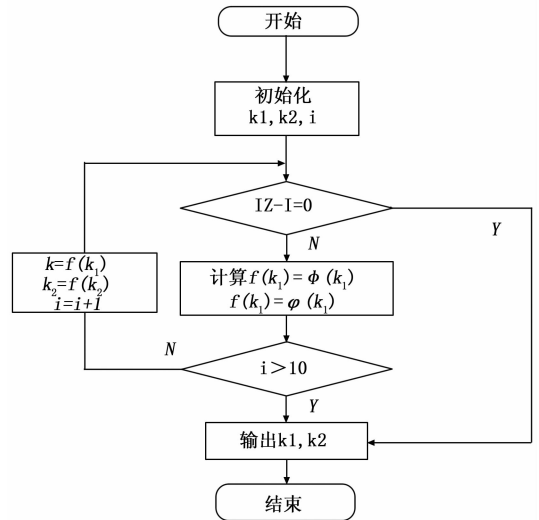 开始
初始化
k1,k2,i
IZ-I=0
Y
N
k=f(k₁)
k₂=f(k₂)
i=i+1
计算f(k₁)=ϕ(k₁)
f(k₁)=φ(k₁)
N
i＞10
Y
输出k1,k2
结束